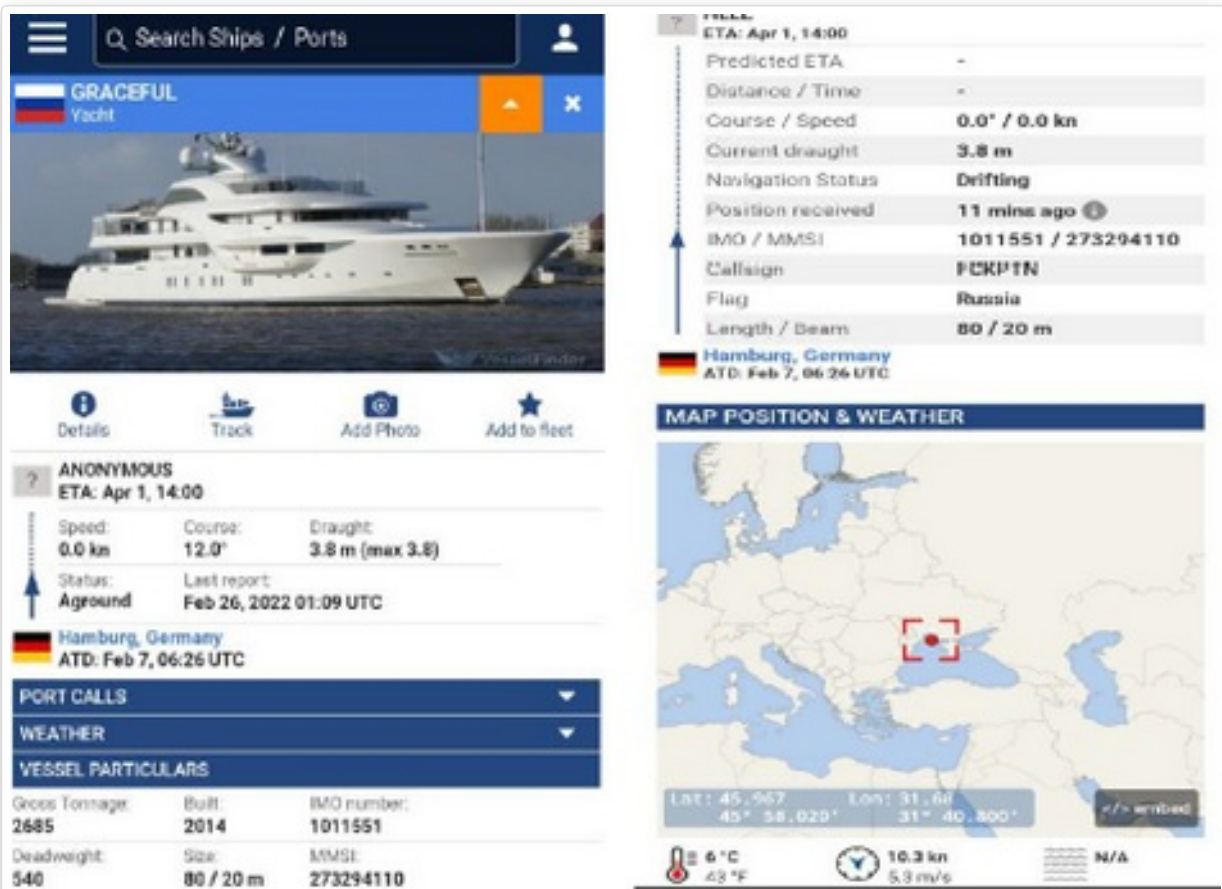 Search Ships / Ports
GRACEFUL
Yacht
VesselFinder
Details Track Add Photo Add to fleet
?
ANONYMOUS
ETA: Apr 1, 14:00
Speed: Course: Draught:
0.0 kn 12.0° 3.8 m (max 3.8)
Status: Last report:
Aground Feb 26, 2022 01:09 UTC
Hamburg, Germany
ATD: Feb 7, 06:26 UTC
PORT CALLS
WEATHER
VESSEL PARTICULARS
Gross Tonnage: Built: IMO number:
2685 2014 1011551
Deadweight: Size: MMSI:
540 80 / 20 m 273294110
?
ETA: Apr 1, 14:00
Predicted ETA -
Distance / Time -
Course / Speed 0.0° / 0.0 kn
Current draught 3.8 m
Navigation Status Drifting
Position received 11 mins ago
IMO / MMSI 1011551 / 273294110
Callsign FCKPTN
Flag Russia
Length / Beam 80 / 20 m
Hamburg, Germany
ATD: Feb 7, 06:26 UTC
MAP POSITION & WEATHER
Lat: 45.967 Lon: 31.68
45° 58.020' 31° 40.800'
</> embed
6 °C 10.3 kn N/A
43 °F 5.3 m/s